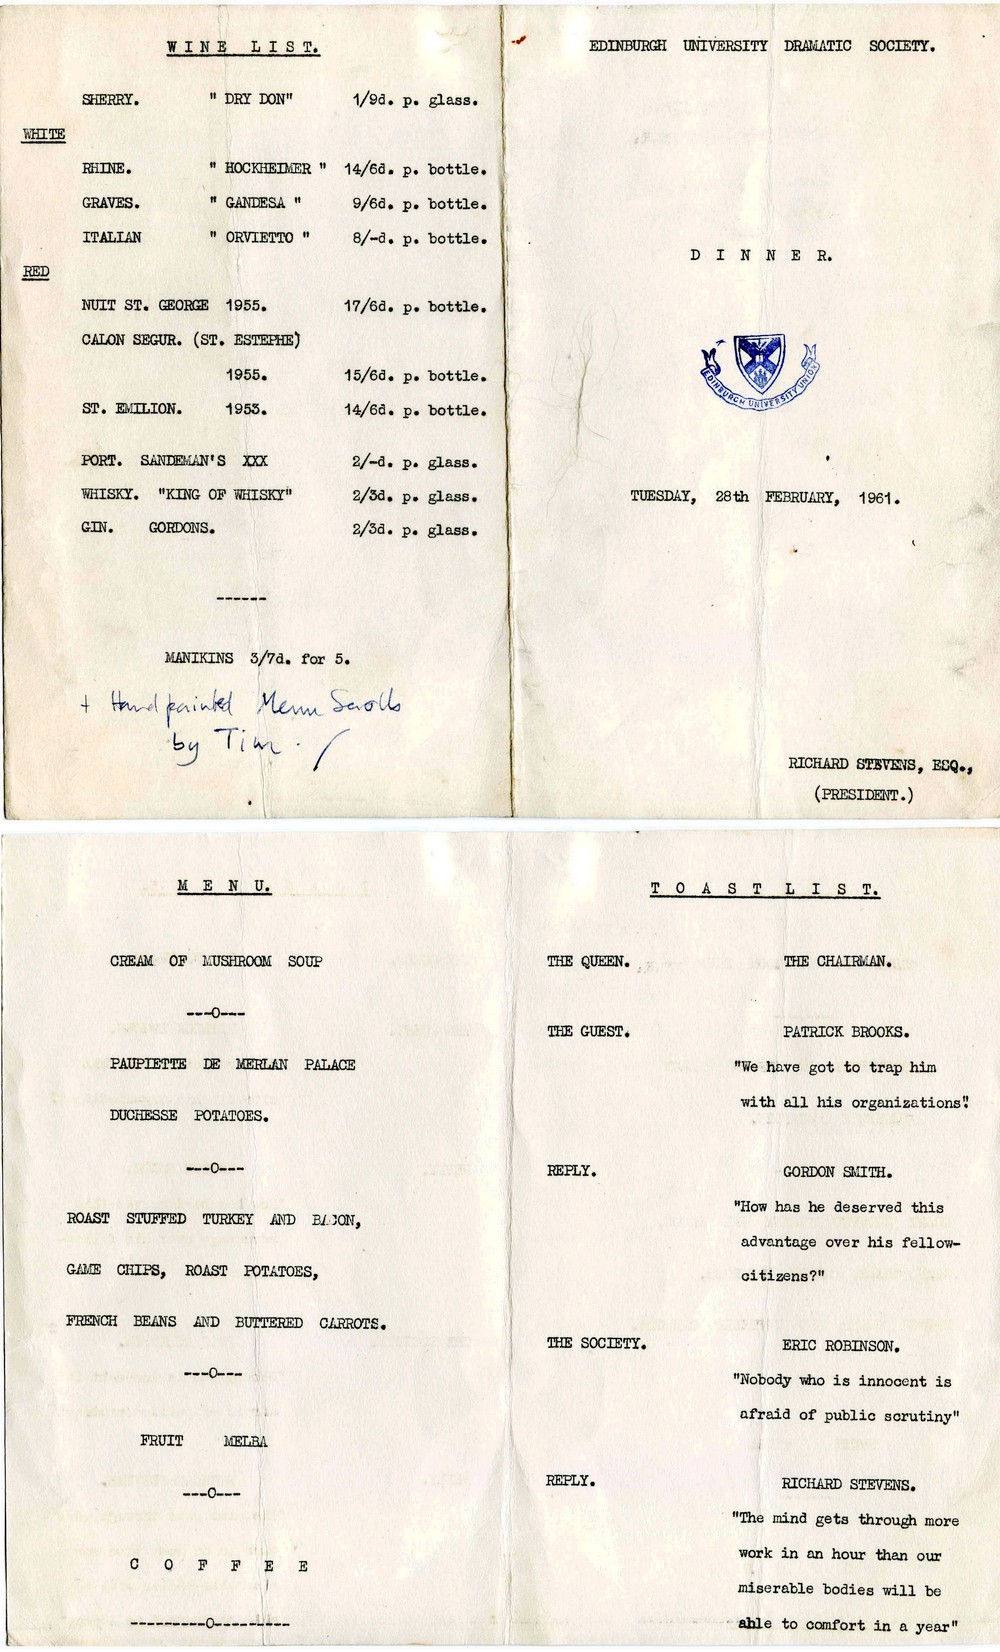 WINE LIST.
SHERRY. "DRY DON" 1/9d. p. glass.
WHITE
RHINE. "HOCKHEIMER" 14/6d. p. bottle.
GRAVES. "GANDESA" 9/6d. p. bottle.
ITALIAN "ORVIETTO" 8/-d. p. bottle.
RED
NUIT ST. GEORGE 1955. 17/6d. p. bottle.
CALON SEGUR. (ST. ESTEPHE)
1955. 15/6d. p. bottle.
ST. EMILION. 1953. 14/6d. p. bottle.
PORT. SANDEMAN'S XXX 2/-d. p. glass.
WHISKY. "KING OF WHISKY" 2/3d. p. glass.
GIN. GORDONS. 2/3d. p. glass.
------
MANIKINS 3/7d. for 5.
+ Handpainted Menu Scrolls
by Tim.
EDINBURGH UNIVERSITY DRAMATIC SOCIETY.
DINNER.
EDINBURGH UNIVERSITY UNION
TUESDAY, 28th FEBRUARY, 1961.
RICHARD STEVENS, ESQ.,
(PRESIDENT.)
MENU.
CREAM OF MUSHROOM SOUP
---O---
PAUPIETTE DE MERLAN PALACE
DUCHESSE POTATOES.
---O---
ROAST STUFFED TURKEY AND BACON,
GAME CHIPS, ROAST POTATOES,
FRENCH BEANS AND BUTTERED CARROTS.
---O---
FRUIT MELBA
---O---
COFFEE
---------O---------
TOAST LIST.
THE QUEEN. THE CHAIRMAN.
THE GUEST. PATRICK BROOKS.
"We have got to trap him
with all his organizations".
REPLY. GORDON SMITH.
"How has he deserved this
advantage over his fellow-
citizens?"
THE SOCIETY. ERIC ROBINSON.
"Nobody who is innocent is
afraid of public scrutiny"
REPLY. RICHARD STEVENS.
"The mind gets through more
work in an hour than our
miserable bodies will be
able to comfort in a year"